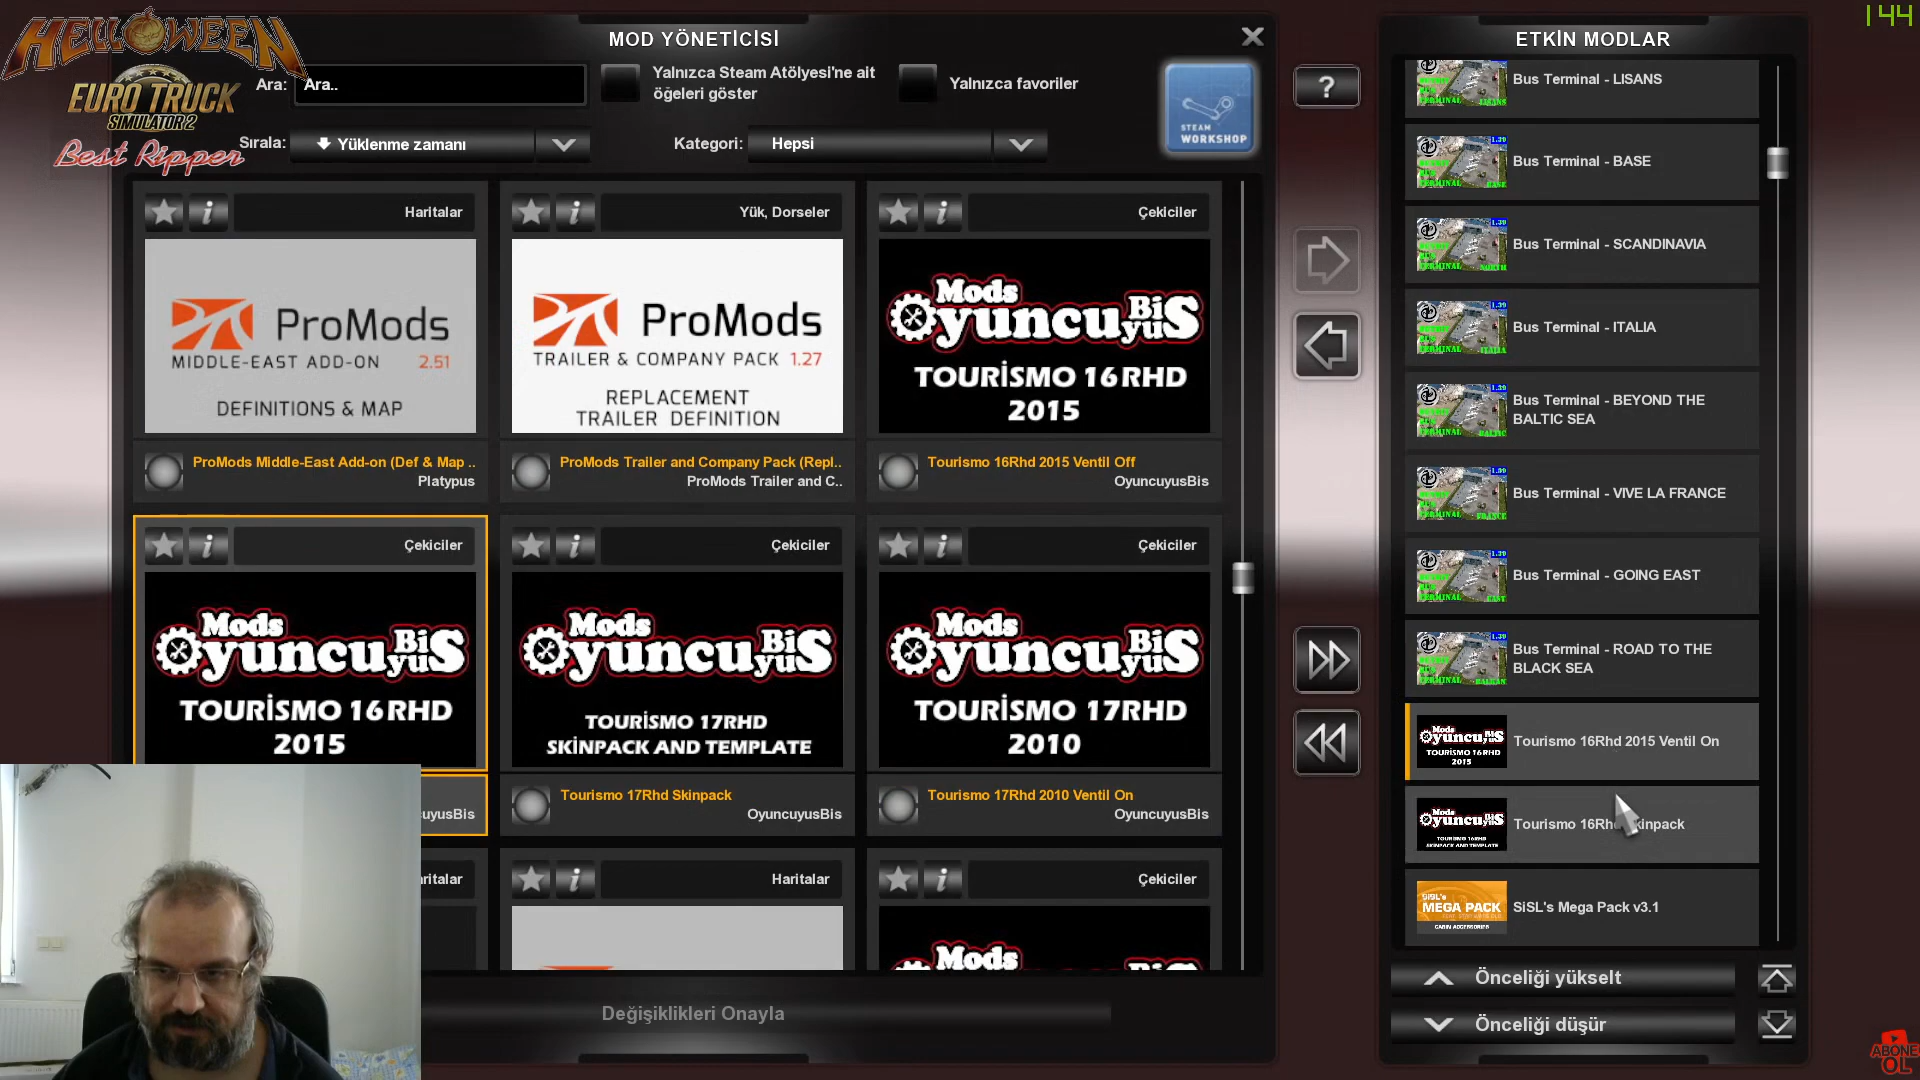 HELLOWEEN
EURO TRUCK
SIMULATOR 2
Best Ripper
MOD YÖNETİCİSİ
Ara:
Ara..
Yalnızca Steam Atölyesi'ne ait
öğeleri göster
Yalnızca favoriler
Sırala:
Yüklenme zamanı
Kategori:
Hepsi
STEAM
WORKSHOP
Haritalar
ProMods
MIDDLE-EAST ADD-ON 2.51
DEFINITIONS & MAP
ProMods Middle-East Add-on (Def & Map ..
Platypus
Yük, Dorseler
ProMods
TRAILER & COMPANY PACK 1.27
REPLACEMENT
TRAILER DEFINITION
ProMods Trailer and Company Pack (Repl..
ProMods Trailer and C..
Çekiciler
Mods
OyuncuyusBiS
TOURİSMO 16RHD
2015
Tourismo 16Rhd 2015 Ventil Off
OyuncuyusBis
Çekiciler
Mods
OyuncuyusBiS
TOURİSMO 16RHD
2015
uyusBis
Çekiciler
Mods
OyuncuyusBiS
TOURİSMO 17RHD
SKİNPACK AND TEMPLATE
Tourismo 17Rhd Skinpack
OyuncuyusBis
Çekiciler
Mods
OyuncuyusBiS
TOURİSMO 17RHD
2010
Tourismo 17Rhd 2010 Ventil On
OyuncuyusBis
aritalar
Haritalar
Çekiciler
Mods
Değişiklikleri Onayla
?
144
ETKİN MODLAR
Bus Terminal - LISANS
Bus Terminal - BASE
Bus Terminal - SCANDINAVIA
Bus Terminal - ITALIA
Bus Terminal - BEYOND THE
BALTIC SEA
Bus Terminal - VIVE LA FRANCE
Bus Terminal - GOING EAST
Bus Terminal - ROAD TO THE
BLACK SEA
Tourismo 16Rhd 2015 Ventil On
Tourismo 16Rhd Skinpack
SiSL's
MEGA PACK
CABIN ACCESSORIES
SiSL's Mega Pack v3.1
Önceliği yükselt
Önceliği düşür
ABONE
OL